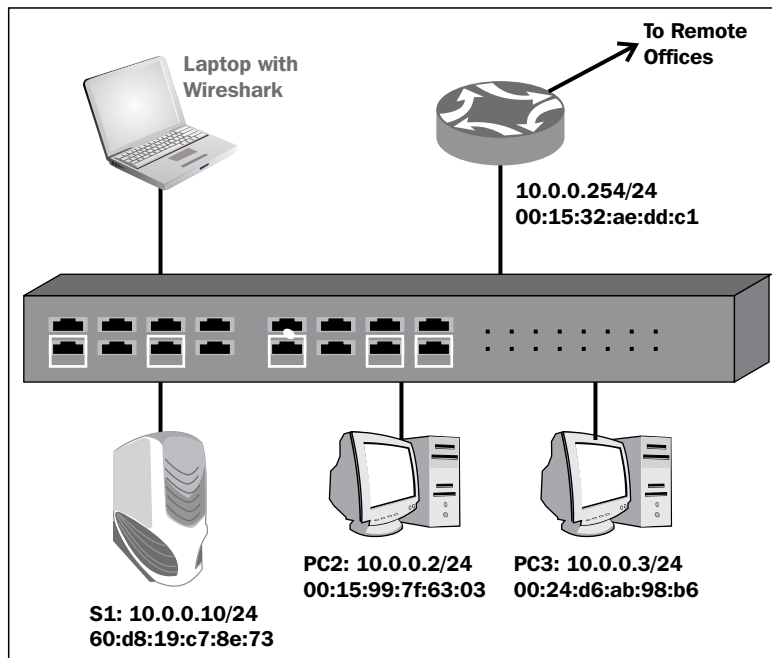 To Remote
Offices
Laptop with
Wireshark
10.0.0.254/24
00:15:32:ae:dd:c1
PC2: 10.0.0.2/24
00:15:99:7f:63:03
PC3: 10.0.0.3/24
00:24:d6:ab:98:b6
S1: 10.0.0.10/24
60:d8:19:c7:8e:73